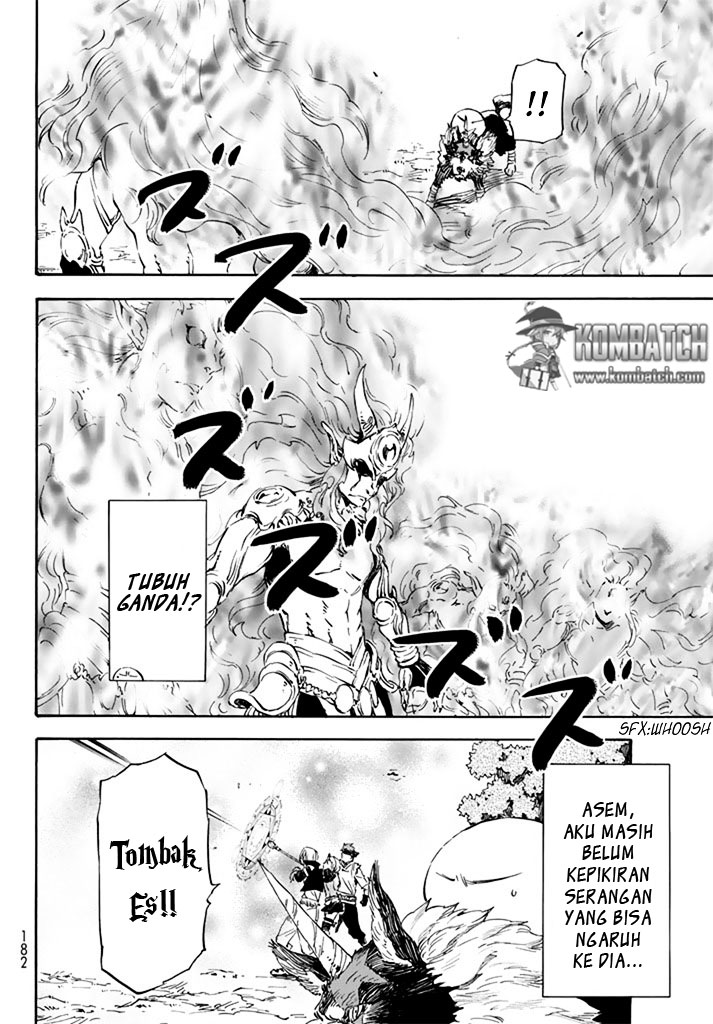 !!
ズズ
KOMBATCH
www.kombatch.com
ズズズズズ
TUBUH
GANDA!?
SFX:WHOOSH
Tombak
Es!!
ASEM,
AKU MASIH
BELUM
KEPIKIRAN
SERANGAN
YANG BISA
NGARUH
KE DIA...
182